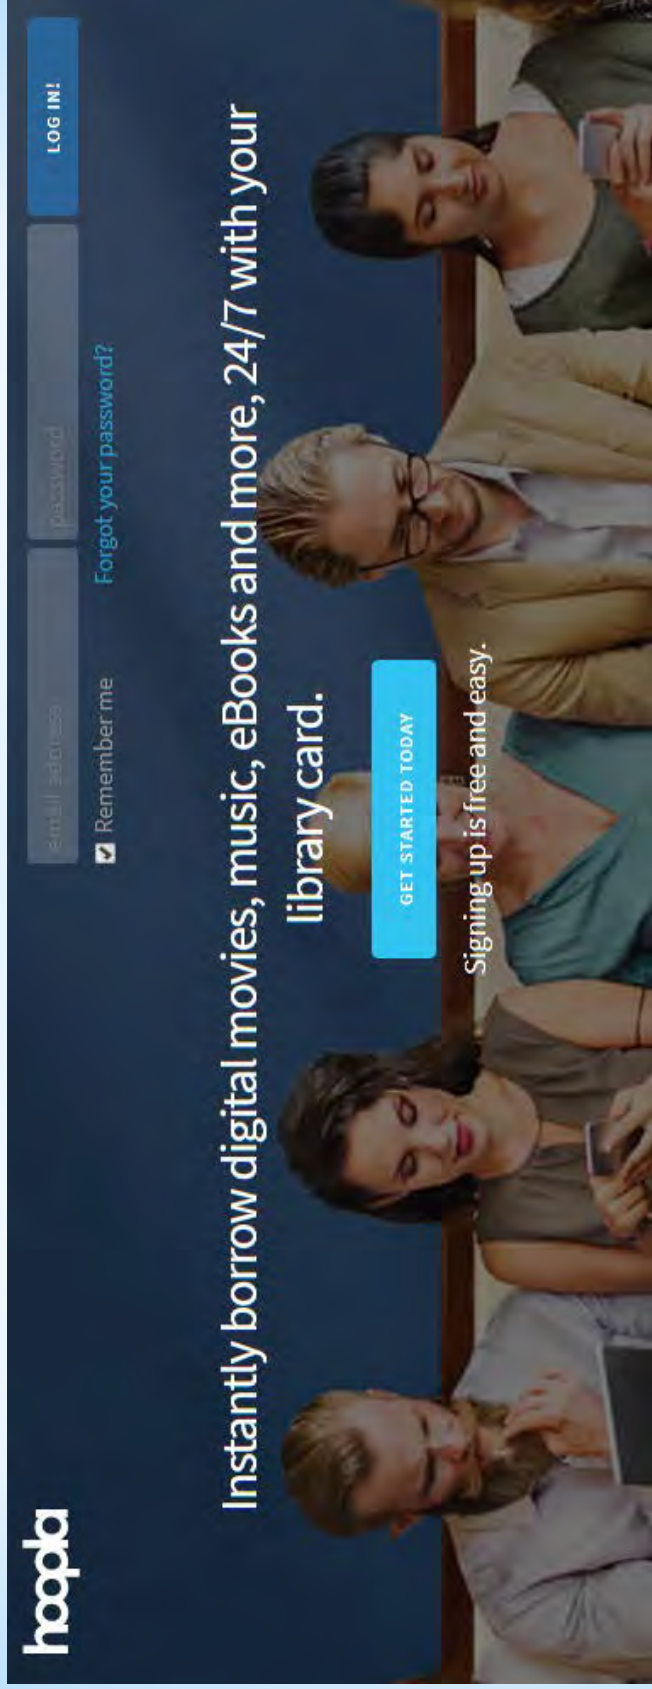 hoopla
email address
password
LOG IN!
Remember me
Forgot your password?
Instantly borrow digital movies, music, eBooks and more, 24/7 with your
library card.
GET STARTED TODAY
Signing up is free and easy.